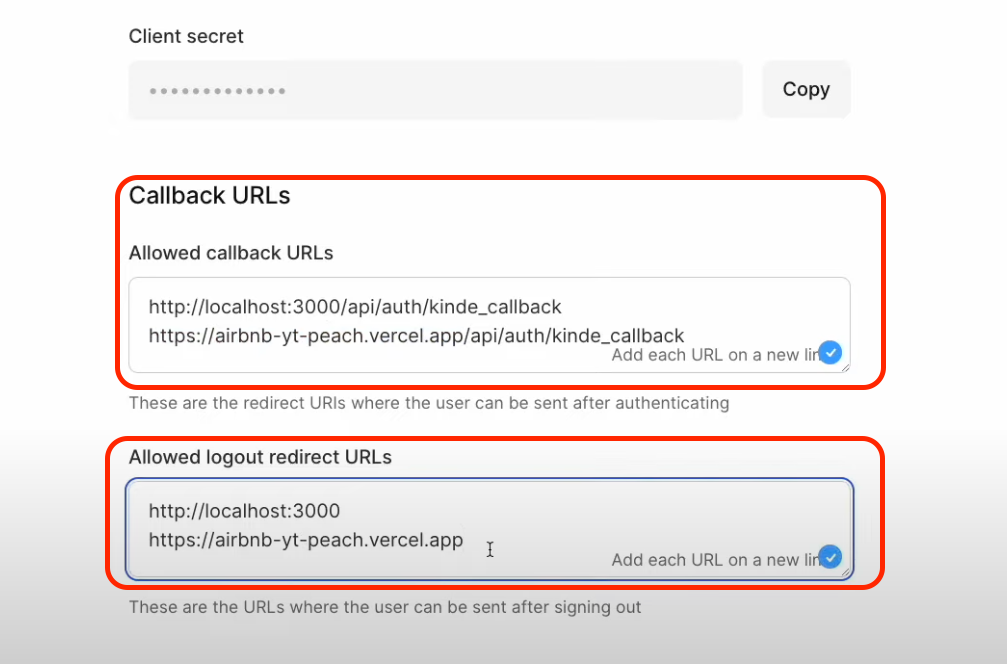 Client secret
Copy
Callback URLs
Allowed callback URLs
http://localhost:3000/api/auth/kinde_callback
https://airbnb-yt-peach.vercel.app/api/auth/kinde_callback
Add each URL on a new
These are the redirect URIs where the user can be sent after authenticating
Allowed logout redirect URLs
http://localhost:3000
https://airbnb-yt-peach.vercel.app
Add each URL on a new
These are the URLs where the user can be sent after signing out